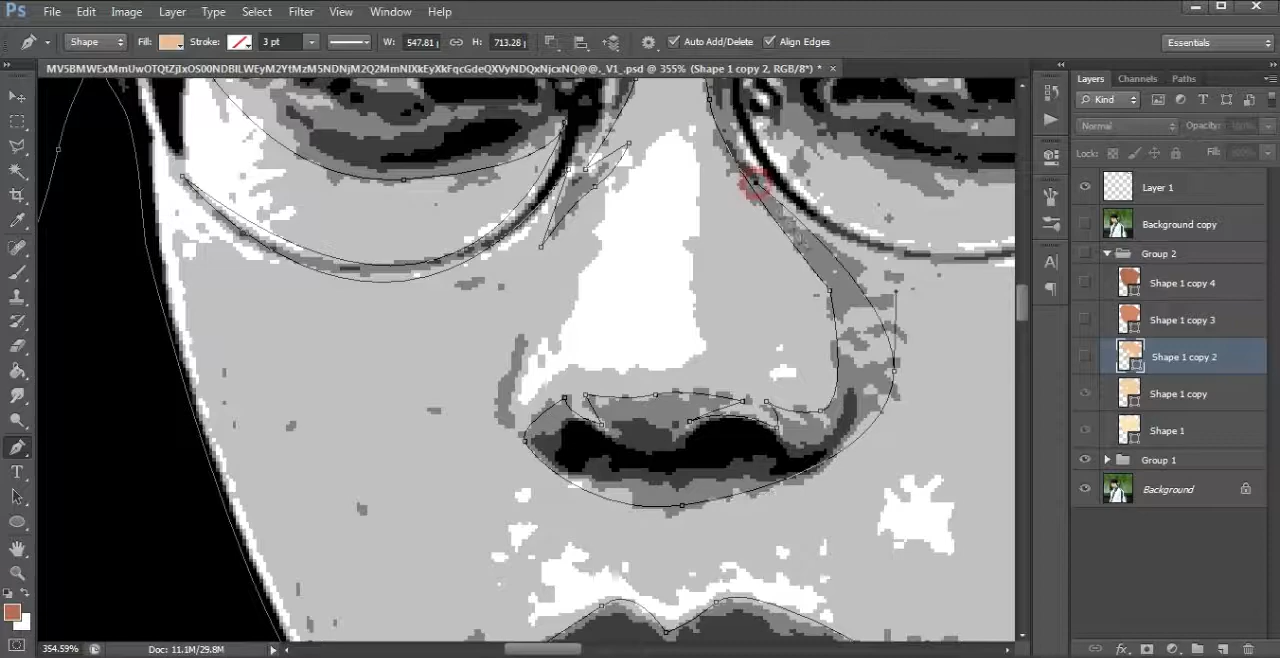 Ps File Edit Image Layer Type Select Filter View Window Help
Shape Fill: Stroke: 3 pt W: 547.81 H: 713.28 Auto Add/Delete Align Edges Essentials
355% (Shape 1 copy 2, RGB/8*) * ×
Layers Channels Paths
Kind
Normal Opacity:
Lock: Fill:
Layer 1
Background copy
Group 2
Shape 1 copy 4
Shape 1 copy 3
Shape 1 copy 2
Shape 1 copy
Shape 1
Group 1
Background
354.59% Doc: 11.1M/29.8M